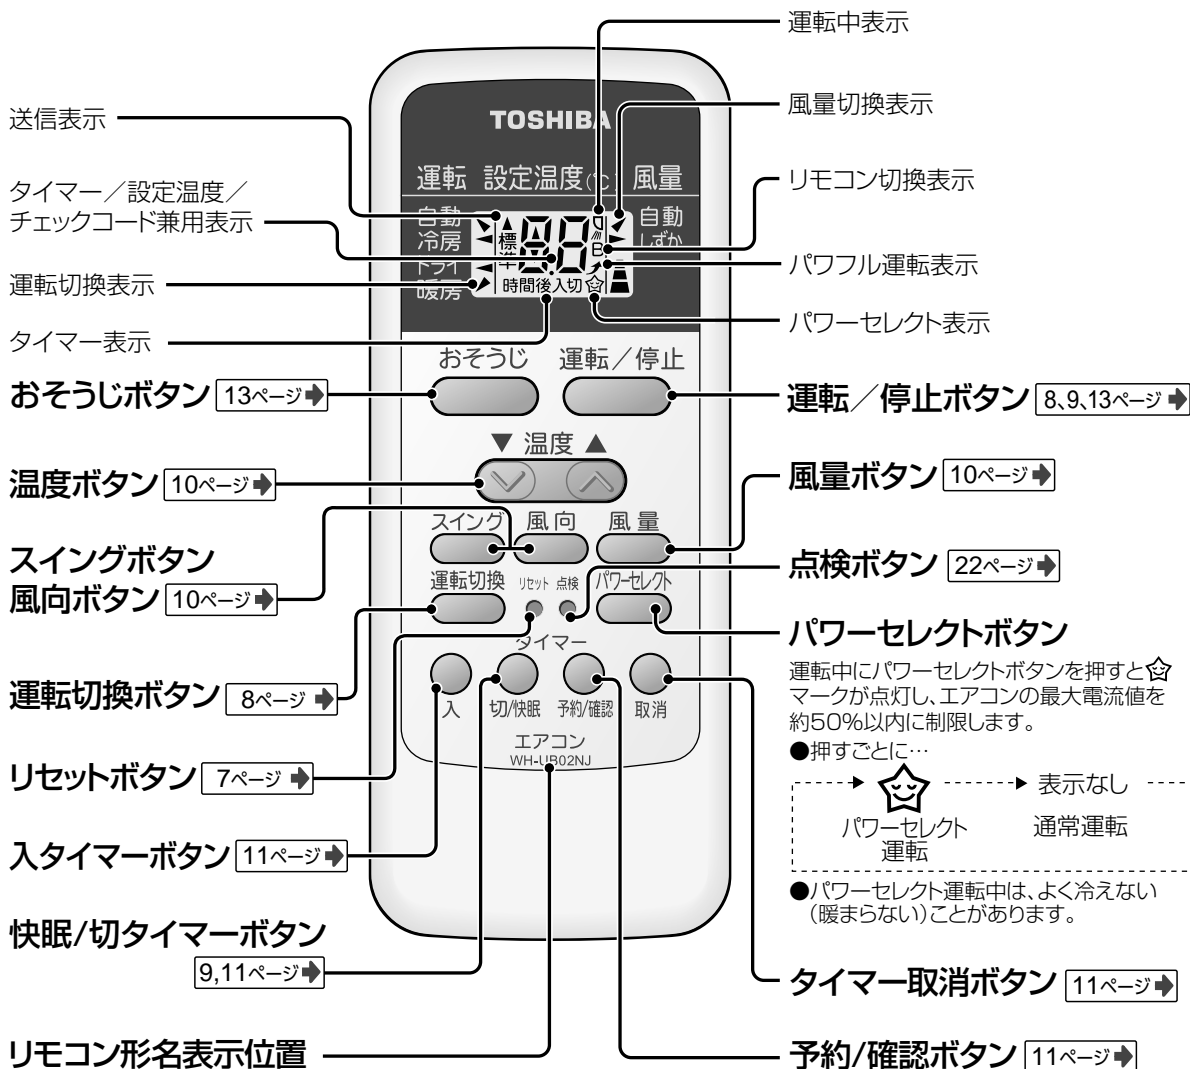 送信表示
タイマー／設定温度／
チェックコード兼用表示
運転切換表示
タイマー表示
おそうじボタン 13ページ
温度ボタン 10ページ
スイングボタン
風向ボタン 10ページ
運転切換ボタン 8ページ
リセットボタン 7ページ
入タイマーボタン 11ページ
快眠/切タイマーボタン
9,11ページ
リモコン形名表示位置
TOSHIBA
運転 設定温度(℃) 風量
自動
冷房
ドライ
暖房
標準
8.8
B
時間後入切
自動
しずか
おそうじ 運転／停止
▼ 温度 ▲
スイング 風向 風量
運転切換 リセット 点検 パワーセレクト
タイマー
入 切/快眠 予約/確認 取消
エアコン
WH-UB02NJ
運転中表示
風量切換表示
リモコン切換表示
パワフル運転表示
パワーセレクト表示
運転／停止ボタン 8、9、13ページ
風量ボタン 10ページ
点検ボタン 22ページ
パワーセレクトボタン
運転中にパワーセレクトボタンを押すと
マークが点灯し、エアコンの最大電流値を
約50%以内に制限します。
●押すごとに…
表示なし
パワーセレクト
運転
通常運転
●パワーセレクト運転中は、よく冷えない
（暖まらない）ことがあります。
タイマー取消ボタン 11ページ
予約/確認ボタン 11ページ